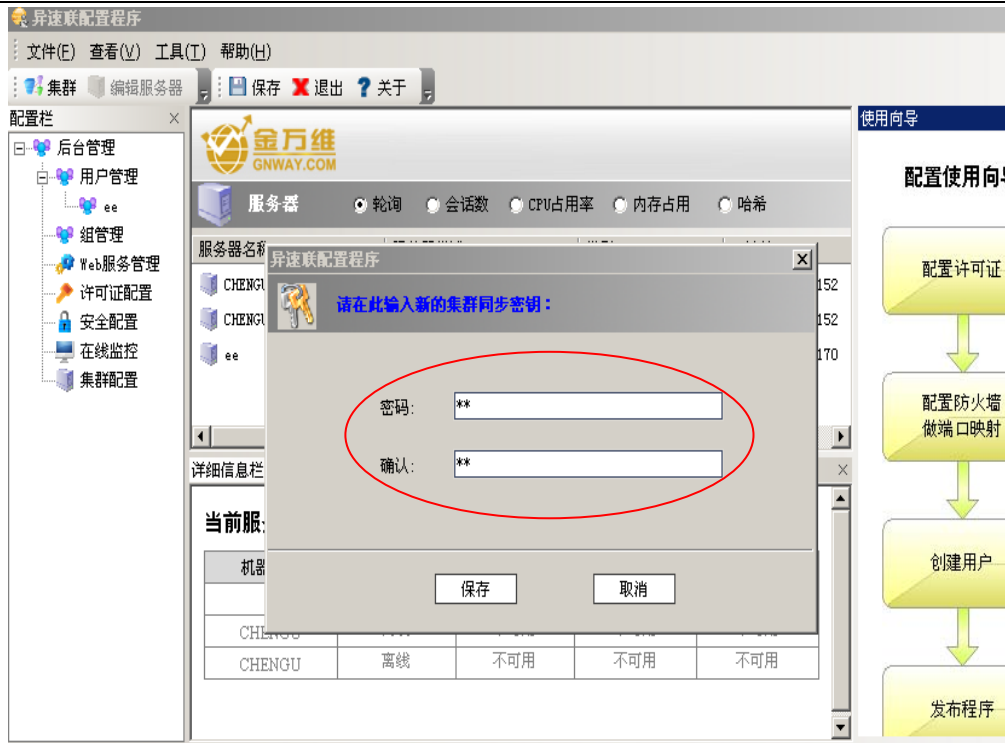 异速联配置程序
文件(F) 查看(V) 工具(T) 帮助(H)
集群 编辑服务器 保存 退出 关于
配置栏
后台管理
用户管理
ee
组管理
Web服务管理
许可证配置
安全配置
在线监控
集群配置
金万维
GNWAY.COM
服务器 轮询 会话数 CPU占用率 内存占用 哈希
服务器名称
CHENGU 152
CHENGU 152
ee 170
异速联配置程序
请在此输入新的集群同步密钥：
密码: **
确认: **
保存 取消
详细信息栏
当前服
机器
CHENGU
CHENGU 离线 不可用 不可用 不可用
使用向导
配置使用向导
配置许可证
配置防火墙
做端口映射
创建用户
发布程序